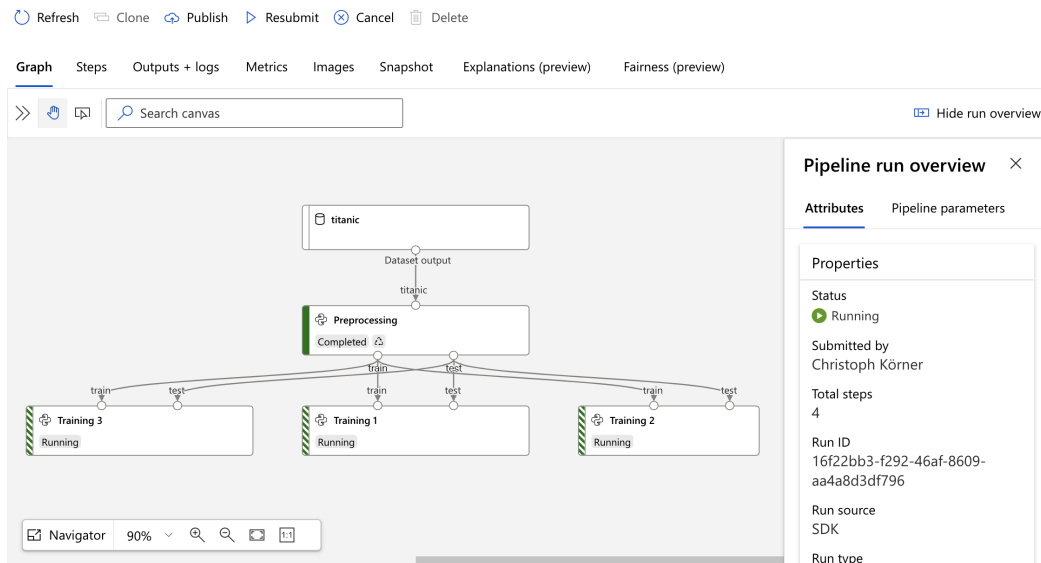 Refresh Clone Publish Resubmit Cancel Delete
Graph Steps Outputs + logs Metrics Images Snapshot Explanations (preview) Fairness (preview)
Search canvas Hide run overview
Pipeline run overview
Attributes Pipeline parameters
Properties
Status
Running
Submitted by
Christoph Körner
Total steps
4
Run ID
16f22bb3-f292-46af-8609-
aa4a8d3df796
Run source
SDK
Run type
titanic
Dataset output
titanic
Preprocessing
Completed
train test
train test train test train test
Training 3 Training 1 Training 2
Running Running Running
Navigator 90% 1:1